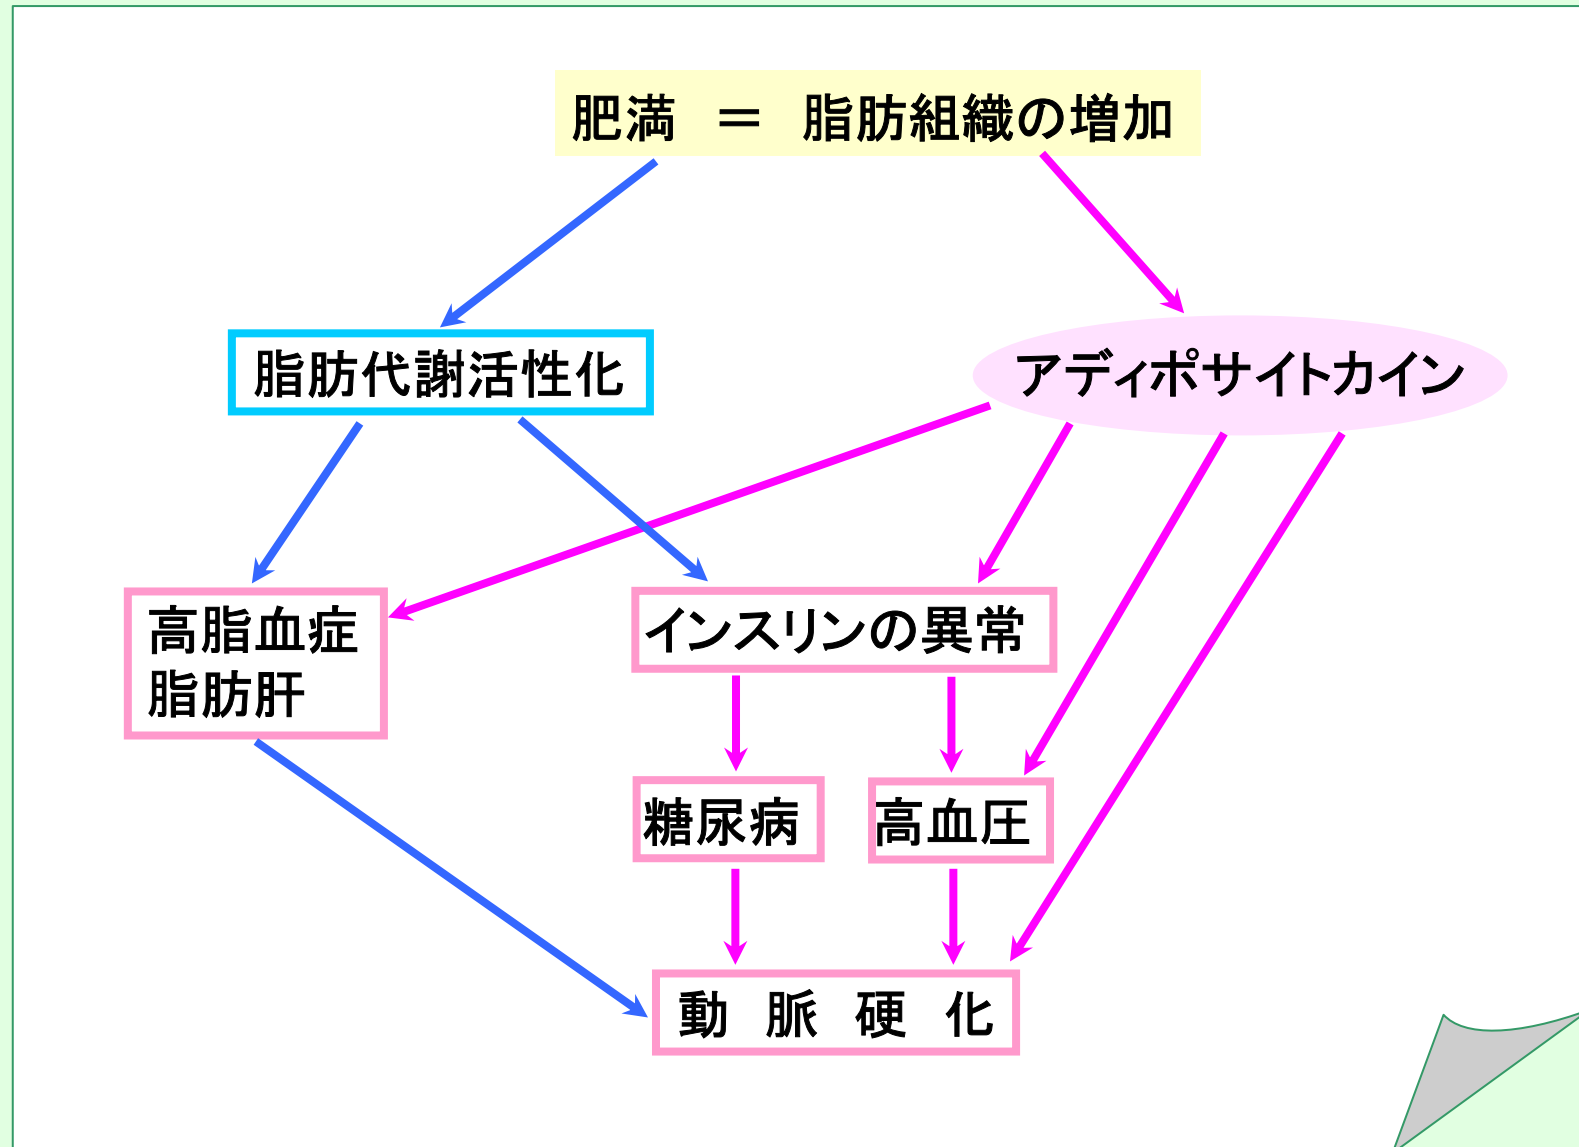 肥満　＝　脂肪組織の増加
脂肪代謝活性化
アディポサイトカイン
高脂血症
脂肪肝
インスリンの異常
糖尿病
高血圧
動　脈　硬　化